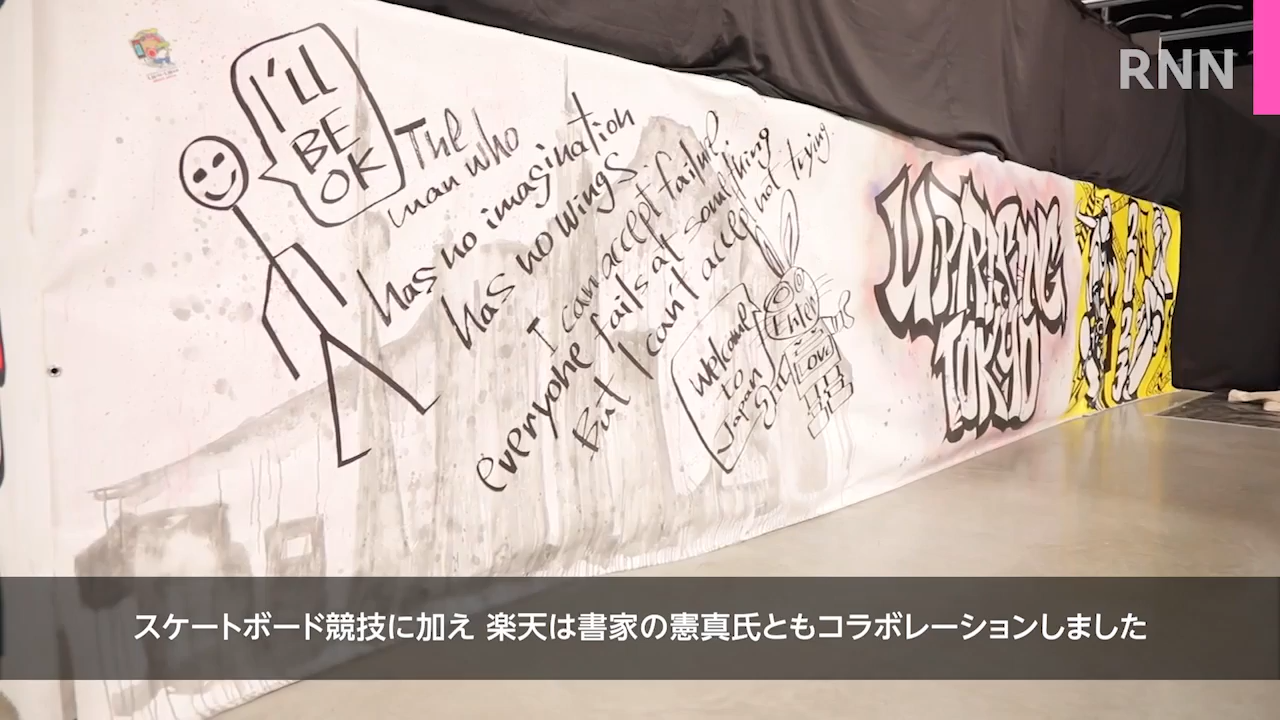 RNN
I'LL
BE
OK
The
man who
has no imagination
has no wings.
I can accept failure.
everyone fails at something
But I can't accept not trying.
Welcome
to
Japan
Enjoy
LOVE
UPRISING
TOKYO
スケートボード競技に加え 楽天は書家の憲真氏ともコラボレーションしました